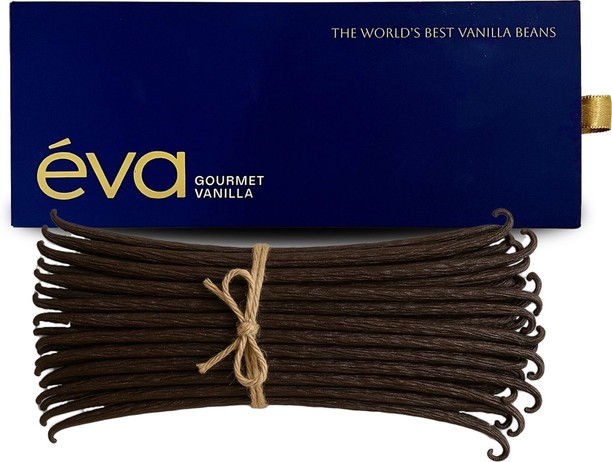 THE WORLD'S BEST VANILLA BEANS
éva
GOURMET
VANILLA